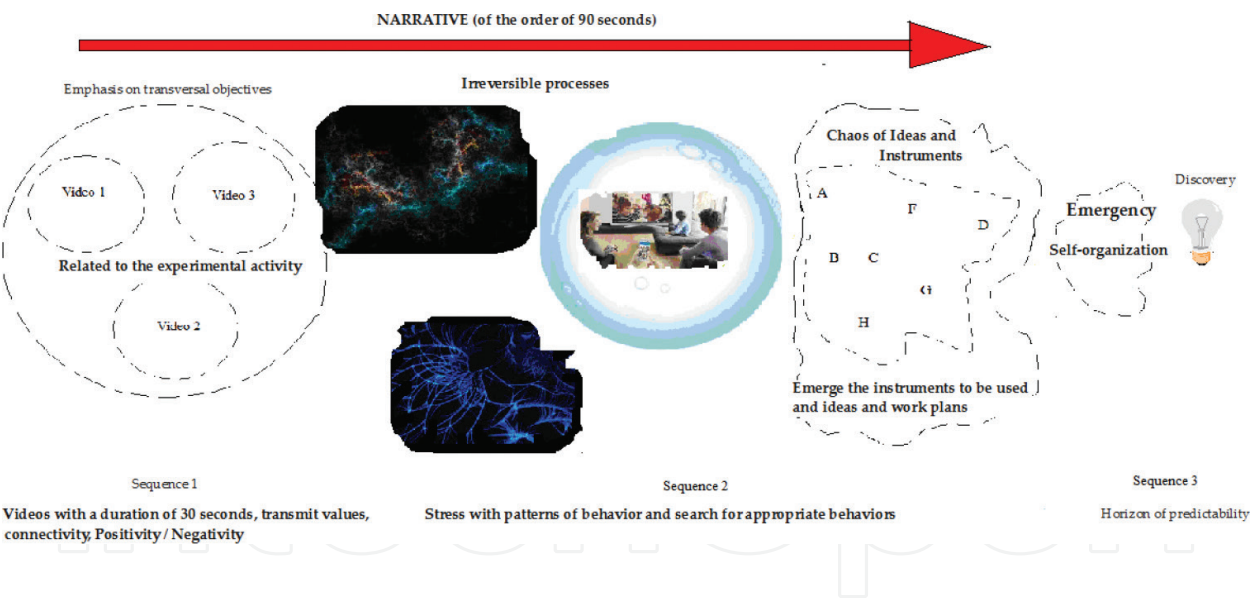 NARRATIVE (of the order of 90 seconds)
Emphasis on transversal objectives
Irreversible processes
Video 1
Video 3
Related to the experimental activity
Video 2
Chaos of Ideas and
Instruments
A
F
D
B
C
G
H
Emerge the instruments to be used
and ideas and work plans
Emergency
Self-organization
Discovery
Sequence 1
Videos with a duration of 30 seconds, transmit values,
connectivity, Positivity / Negativity
Sequence 2
Stress with patterns of behavior and search for appropriate behaviors
Sequence 3
Horizon of predictability
intechopen